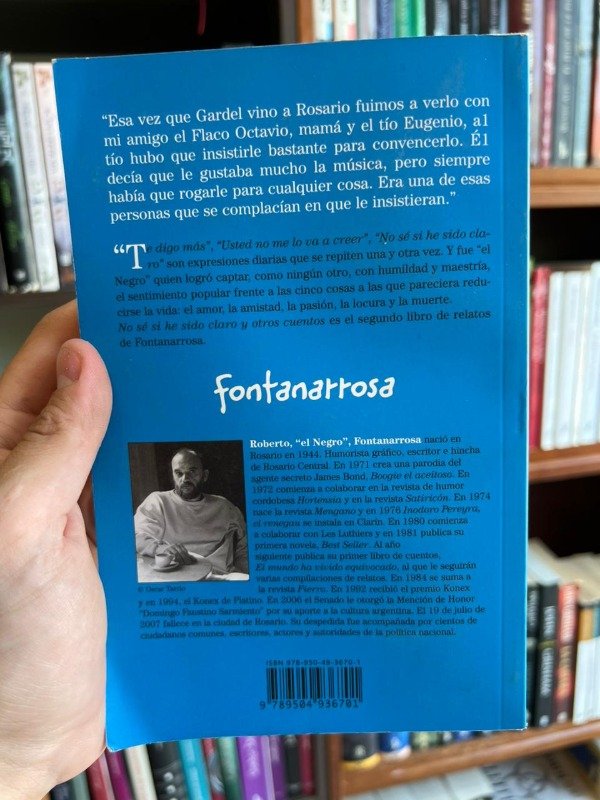 “Esa vez que Gardel vino a Rosario fuimos a verlo con
mi amigo el Flaco Octavio, mamá y el tío Eugenio, a1
tío hubo que insistirle bastante para convencerlo. É1
decía que le gustaba mucho la música, pero siempre
había que rogarle para cualquier cosa. Era una de esas
personas que se complacían en que le insistieran.”
“Te digo más”, “Usted no me lo va a creer”, “No sé si he sido cla-
ro” son expresiones diarias que se repiten una y otra vez. Y fue “el
Negro” quien logró captar, como ningún otro, con humildad y maestría,
el sentimiento popular frente a las cinco cosas a las que pareciera redu-
cirse la vida: el amor, la amistad, la pasión, la locura y la muerte.
No sé si he sido claro y otros cuentos es el segundo libro de relatos
de Fontanarrosa.
fontanarrosa
Roberto, “el Negro”, Fontanarrosa nació en
Rosario en 1944. Humorista gráfico, escritor e hincha
de Rosario Central. En 1971 crea una parodia del
agente secreto James Bond, Boogie el aceitoso. En
1972 comienza a colaborar en la revista de humor
cordobesa Hortensia y en la revista Satiricón. En 1974
nace la revista Mengano y en 1976 Inodoro Pereyra,
el renegau se instala en Clarín. En 1980 comienza
a colaborar con Les Luthiers y en 1981 publica su
primera novela, Best Seller. Al año
siguiente publica su primer libro de cuentos,
El mundo ha vivido equivocado, al que le seguirán
varias compilaciones de relatos. En 1984 se suma a
la revista Fierro. En 1992 recibió el premio Konex
y en 1994, el Konex de Platino. En 2006 el Senado le otorgó la Mención de Honor
"Domingo Faustino Sarmiento" por su aporte a la cultura argentina. El 19 de julio de
2007 fallece en la ciudad de Rosario. Su despedida fue acompañada por cientos de
ciudadanos comunes, escritores, actores y autoridades de la política nacional.
© Oscar Tavio
ISBN 978-950-49-3670-1
9 789504 936701